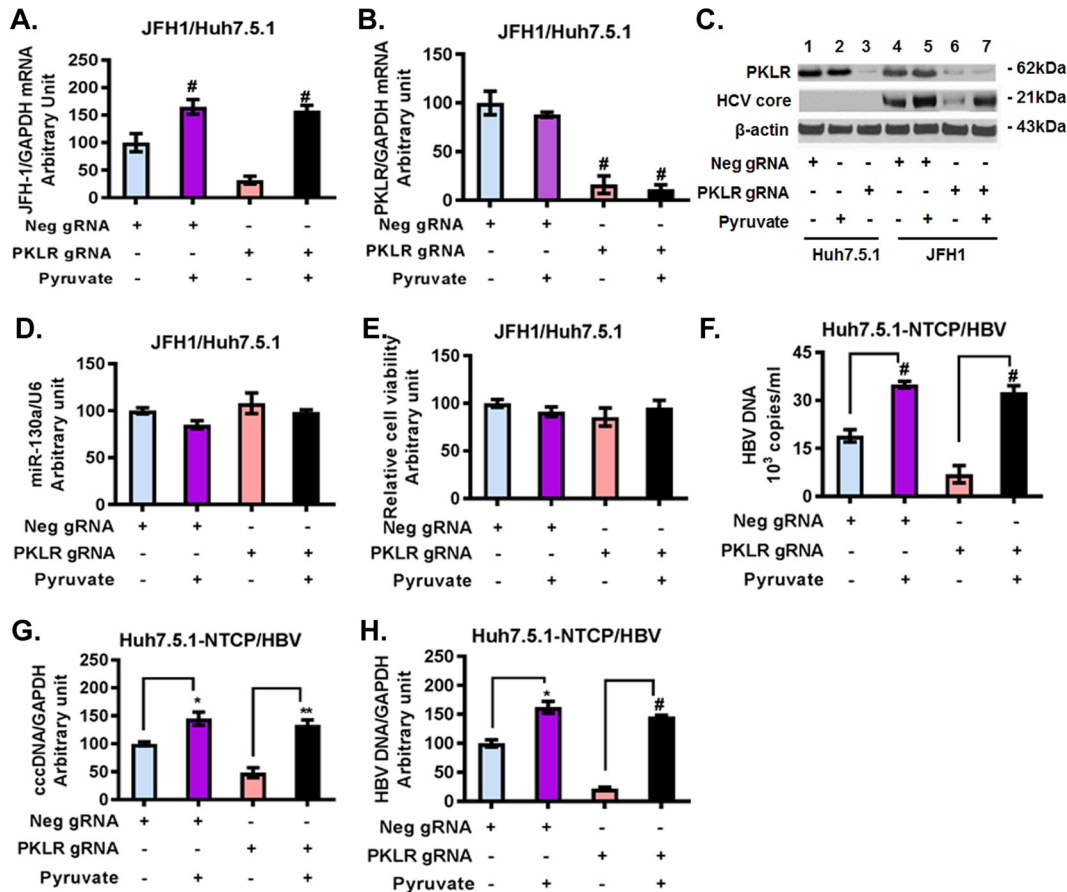 A.
JFH1/Huh7.5.1
JFH-1/GAPDH mRNA
Arbitrary Unit
250
200
150
100
50
0
# #
Neg gRNA + + - -
PKLR gRNA - - + +
Pyruvate - + - +
B.
JFH1/Huh7.5.1
PKLR/GAPDH mRNA
Arbitrary unit
150
100
50
0
# #
Neg gRNA + + - -
PKLR gRNA - - + +
Pyruvate - + - +
C.
1 2 3 4 5 6 7
PKLR - 62kDa
HCV core - 21kDa
β-actin - 43kDa
Neg gRNA + - - + + - -
PKLR gRNA - - + - - + +
Pyruvate - + - - + - +
Huh7.5.1 JFH1
D.
JFH1/Huh7.5.1
miR-130a/U6
Arbitrary unit
150
100
50
0
Neg gRNA + + - -
PKLR gRNA - - + +
Pyruvate - + - +
E.
JFH1/Huh7.5.1
Relative cell viability
Arbitrary unit
150
100
50
0
Neg gRNA + + - -
PKLR gRNA - - + +
Pyruvate - + - +
F.
Huh7.5.1-NTCP/HBV
HBV DNA
10³ copies/ml
45
30
15
0
# #
Neg gRNA + + - -
PKLR gRNA - - + +
Pyruvate - + - +
G.
Huh7.5.1-NTCP/HBV
cccDNA/GAPDH
Arbitrary unit
250
200
150
100
50
0
* **
Neg gRNA + + - -
PKLR gRNA - - + +
Pyruvate - + - +
H.
Huh7.5.1-NTCP/HBV
HBV DNA/GAPDH
Arbitrary unit
250
200
150
100
50
0
* #
Neg gRNA + + - -
PKLR gRNA - - + +
Pyruvate - + - +